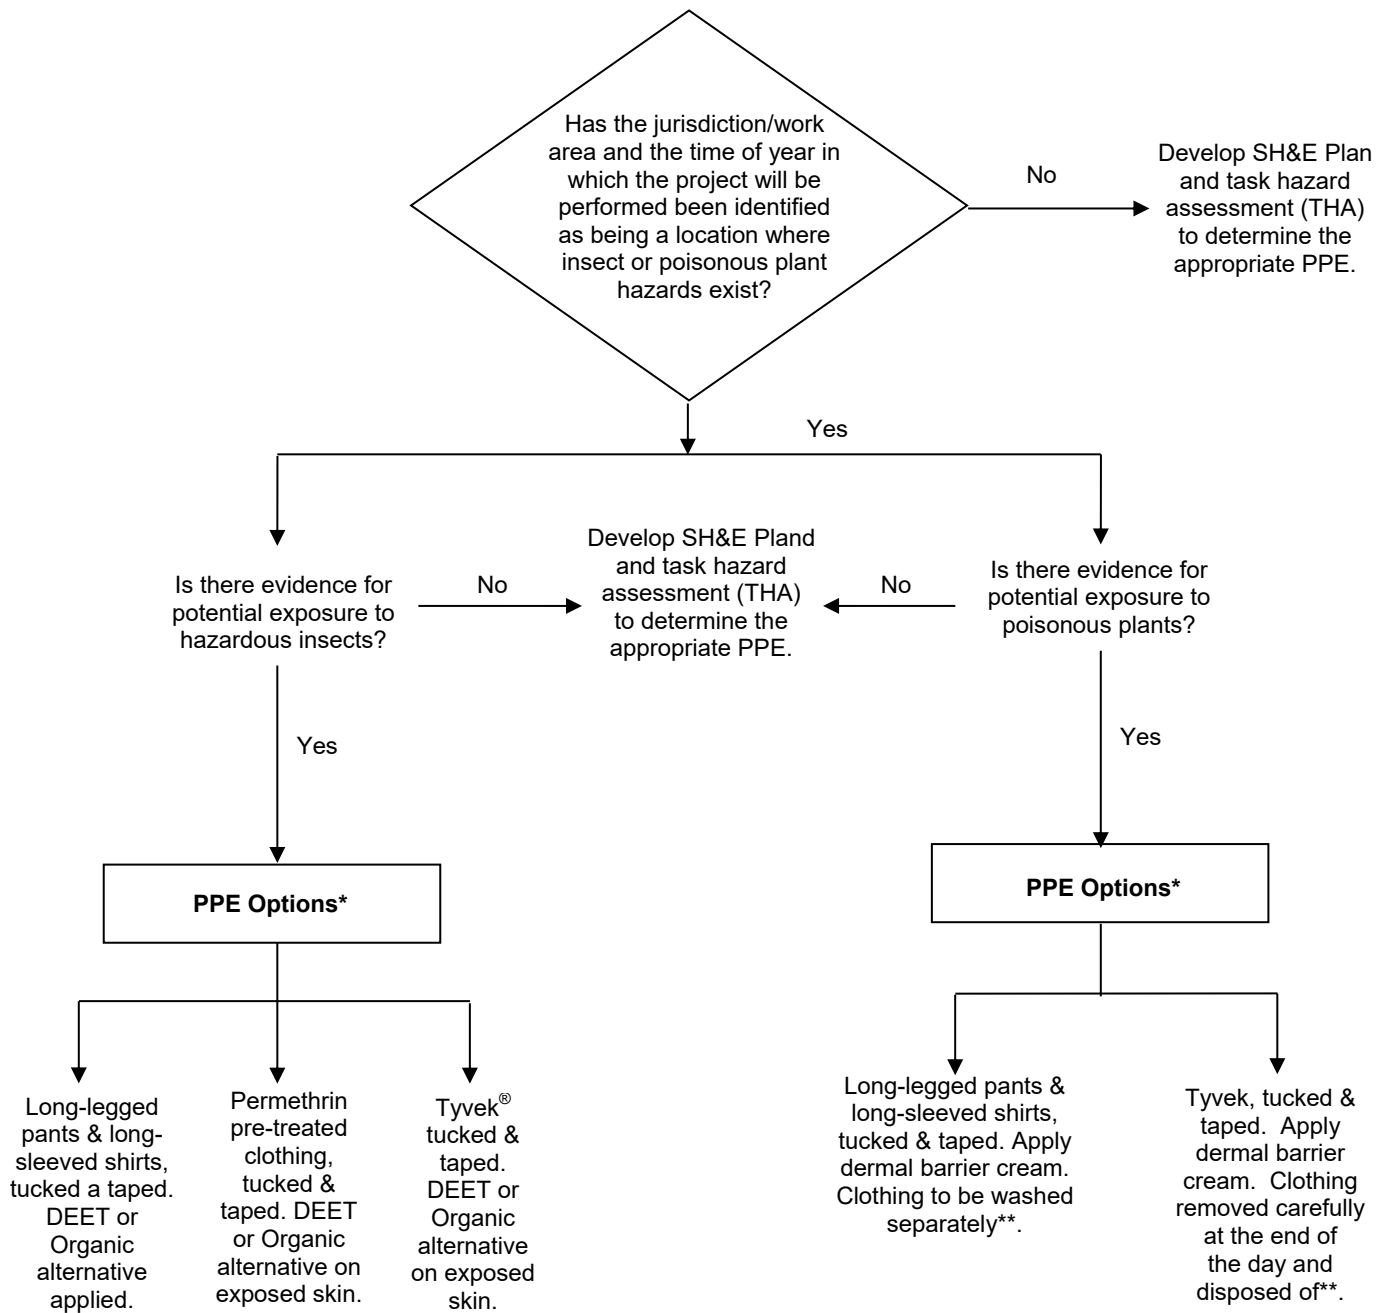 Has the jurisdiction/work
area and the time of year in
which the project will be
performed been identified
as being a location where
insect or poisonous plant
hazards exist?
No
Develop SH&E Plan
and task hazard
assessment (THA)
to determine the
appropriate PPE.
Yes
Is there evidence for
potential exposure to
hazardous insects?
No
Develop SH&E Pland
and task hazard
assessment (THA)
to determine the
appropriate PPE.
No
Is there evidence for
potential exposure to
poisonous plants?
Yes
Yes
PPE Options*
PPE Options*
Long-legged
pants & long-
sleeved shirts,
tucked a taped.
DEET or
Organic
alternative
applied.
Permethrin
pre-treated
clothing,
tucked &
taped. DEET
or Organic
alternative on
exposed skin.
Tyvek®
tucked &
taped.
DEET or
Organic
alternative
on exposed
skin.
Long-legged pants &
long-sleeved shirts,
tucked & taped. Apply
dermal barrier cream.
Clothing to be washed
separately**.
Tyvek, tucked &
taped.  Apply
dermal barrier
cream.  Clothing
removed carefully
at the end of
the day and
disposed of**.